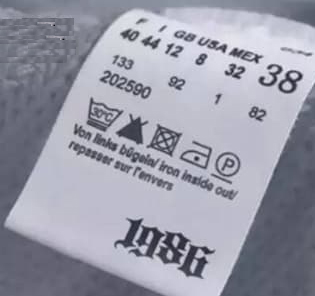 F I GB USA MEX
40 44 12 8 32 38
133 92 1 82
202590
30°C P
Von links bügeln/ iron inside out/
repasser sur l'envers
1986